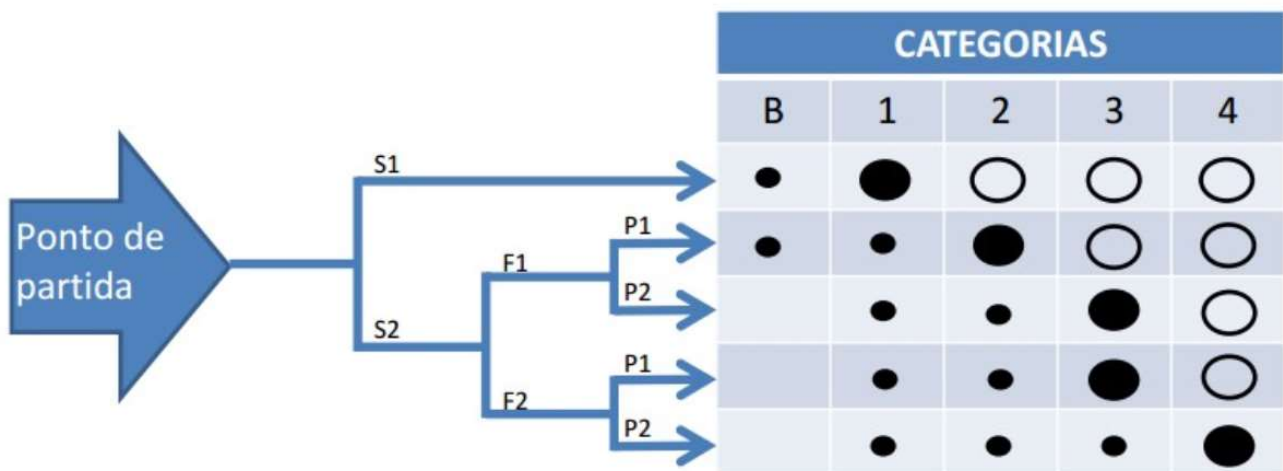 CATEGORIAS
B 1 2 3 4
S1
P1
Ponto de
partida
F1
P2
S2
P1
F2
P2